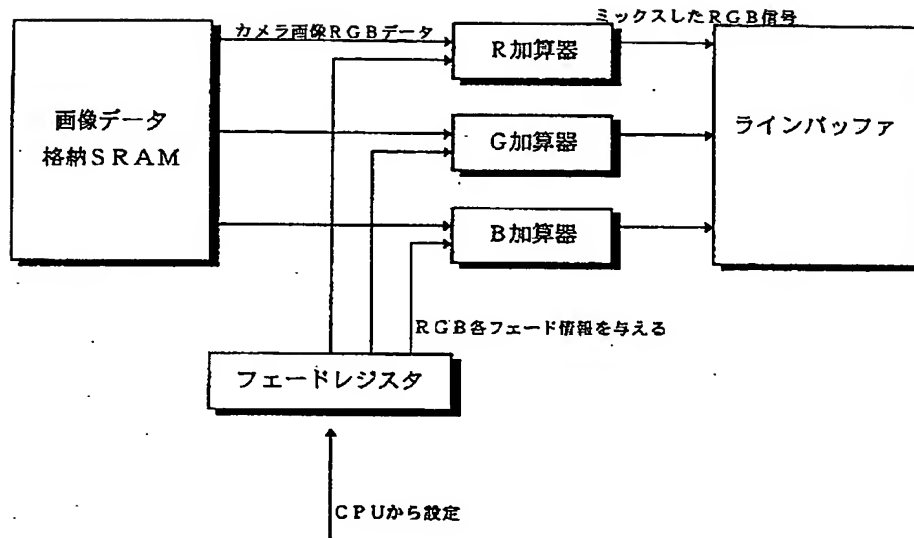 カメラ画像RGBデータ
ミックスしたRGB信号
画像データ
格納SRAM
R加算器
G加算器
B加算器
ラインバッファ
RGB各フェード情報を与える
フェードレジスタ
CPUから設定